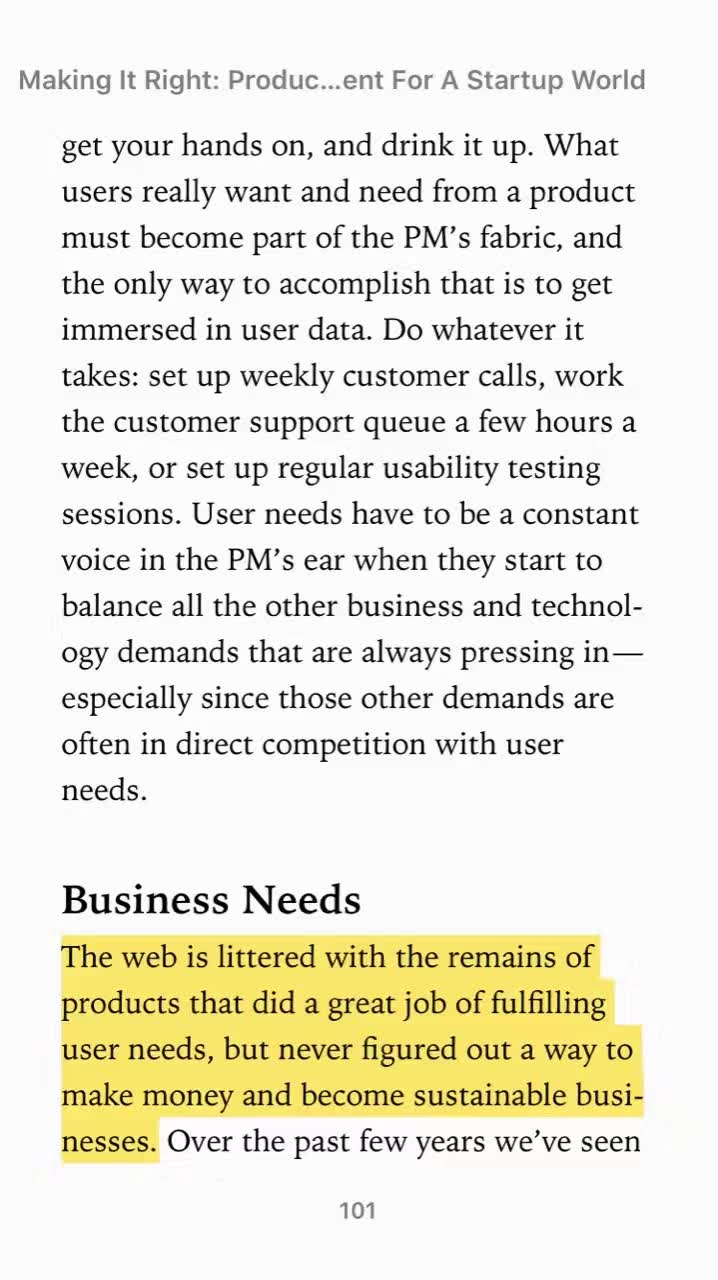 Making It Right: Produc...ent For A Startup World
get your hands on, and drink it up. What
users really want and need from a product
must become part of the PM’s fabric, and
the only way to accomplish that is to get
immersed in user data. Do whatever it
takes: set up weekly customer calls, work
the customer support queue a few hours a
week, or set up regular usability testing
sessions. User needs have to be a constant
voice in the PM’s ear when they start to
balance all the other business and technol-
ogy demands that are always pressing in—
especially since those other demands are
often in direct competition with user
needs.
Business Needs
The web is littered with the remains of
products that did a great job of fulfilling
user needs, but never figured out a way to
make money and become sustainable busi-
nesses. Over the past few years we’ve seen
101